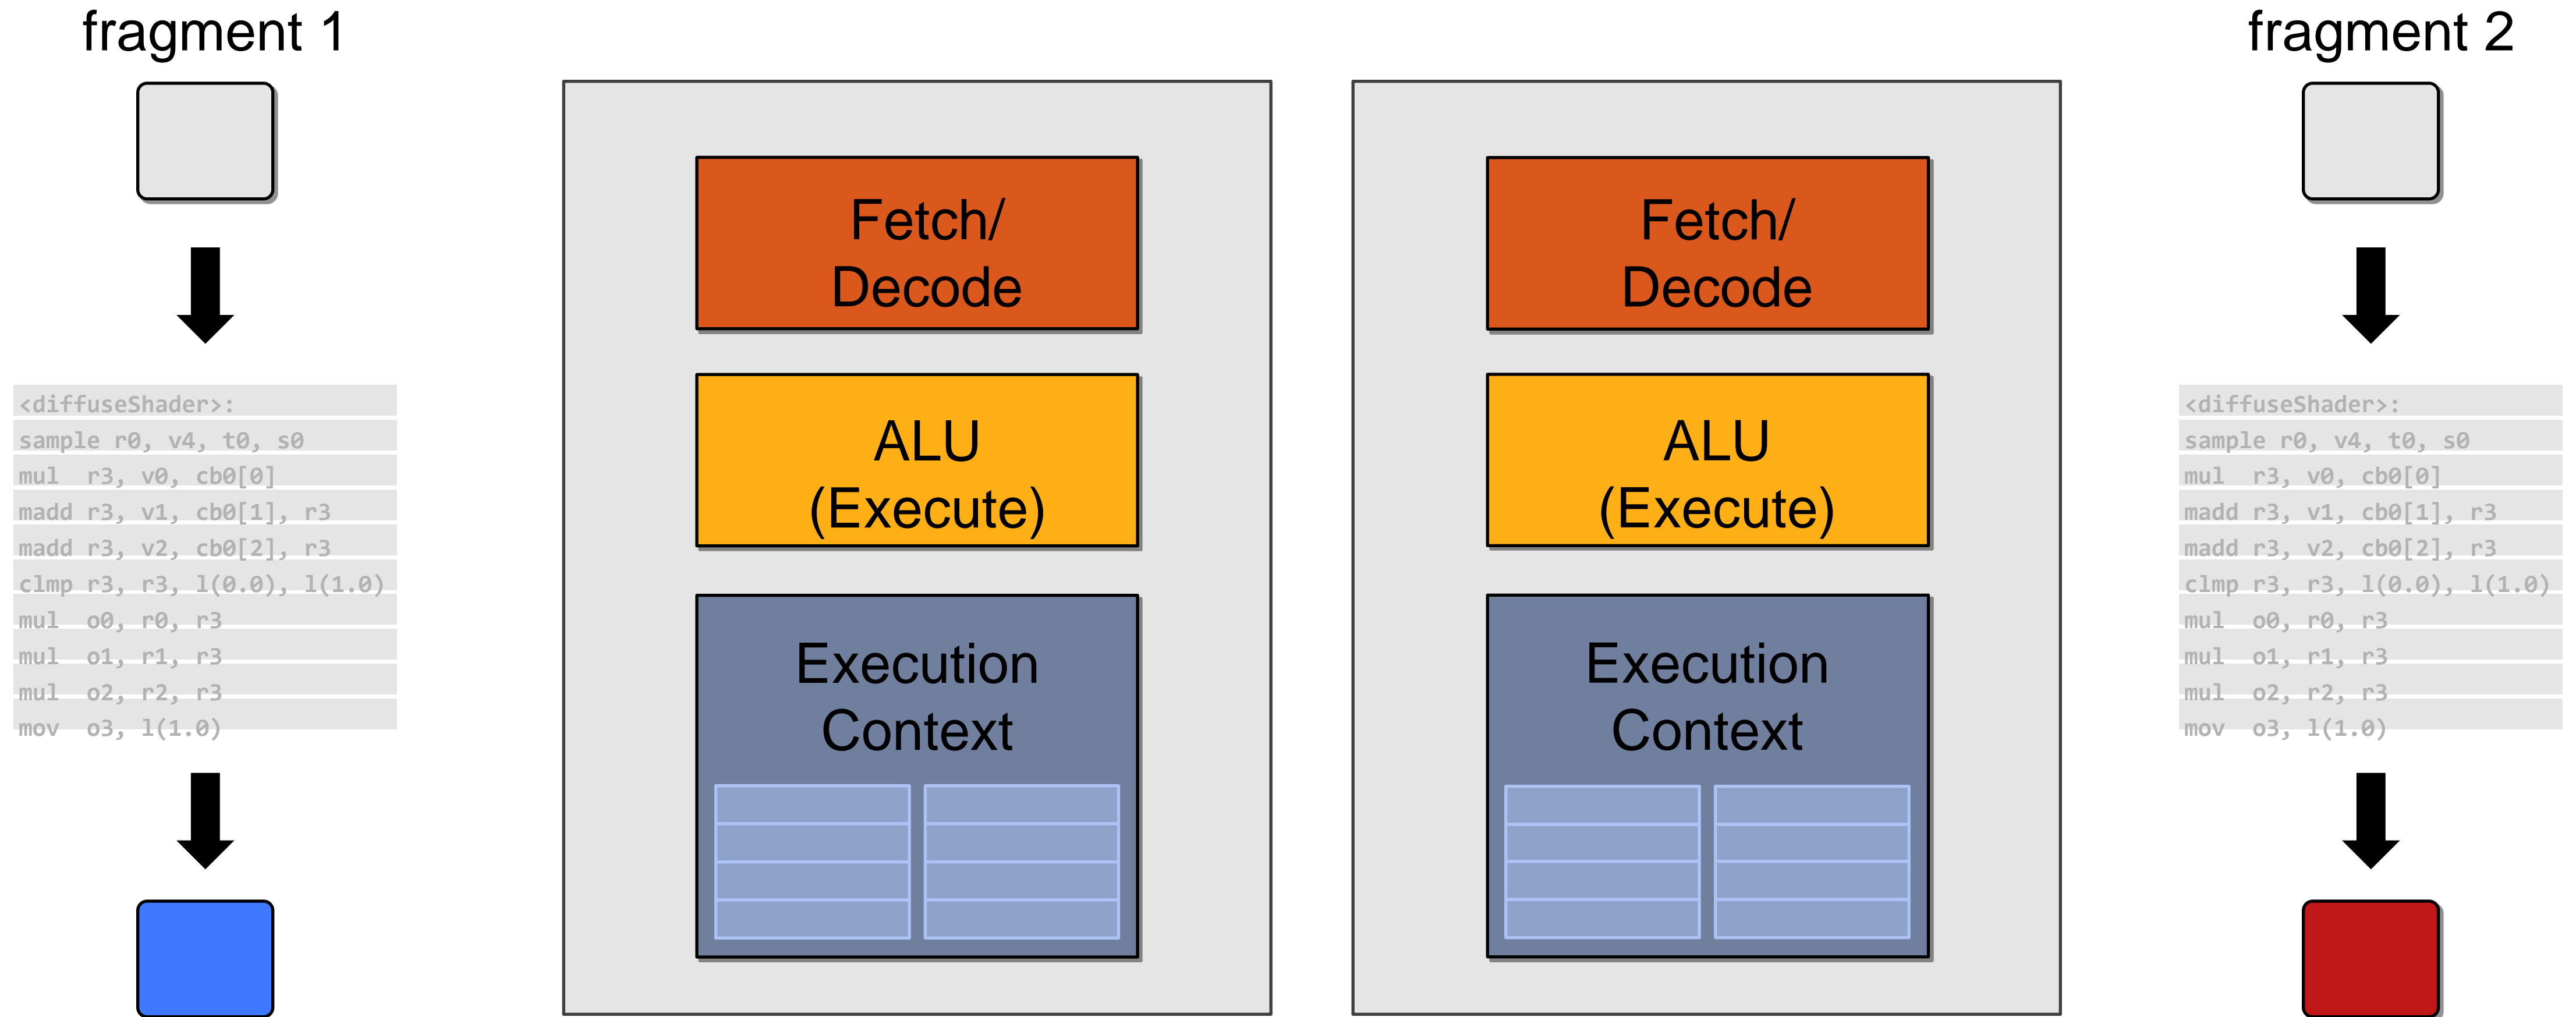 fragment 1
<diffuseShader>:
sample r0, v4, t0, s0
mul  r3, v0, cb0[0]
madd r3, v1, cb0[1], r3
madd r3, v2, cb0[2], r3
clmp r3, r3, l(0.0), l(1.0)
mul  o0, r0, r3
mul  o1, r1, r3
mul  o2, r2, r3
mov  o3, l(1.0)
Fetch/
Decode
ALU
(Execute)
Execution
Context
Fetch/
Decode
ALU
(Execute)
Execution
Context
fragment 2
<diffuseShader>:
sample r0, v4, t0, s0
mul  r3, v0, cb0[0]
madd r3, v1, cb0[1], r3
madd r3, v2, cb0[2], r3
clmp r3, r3, l(0.0), l(1.0)
mul  o0, r0, r3
mul  o1, r1, r3
mul  o2, r2, r3
mov  o3, l(1.0)